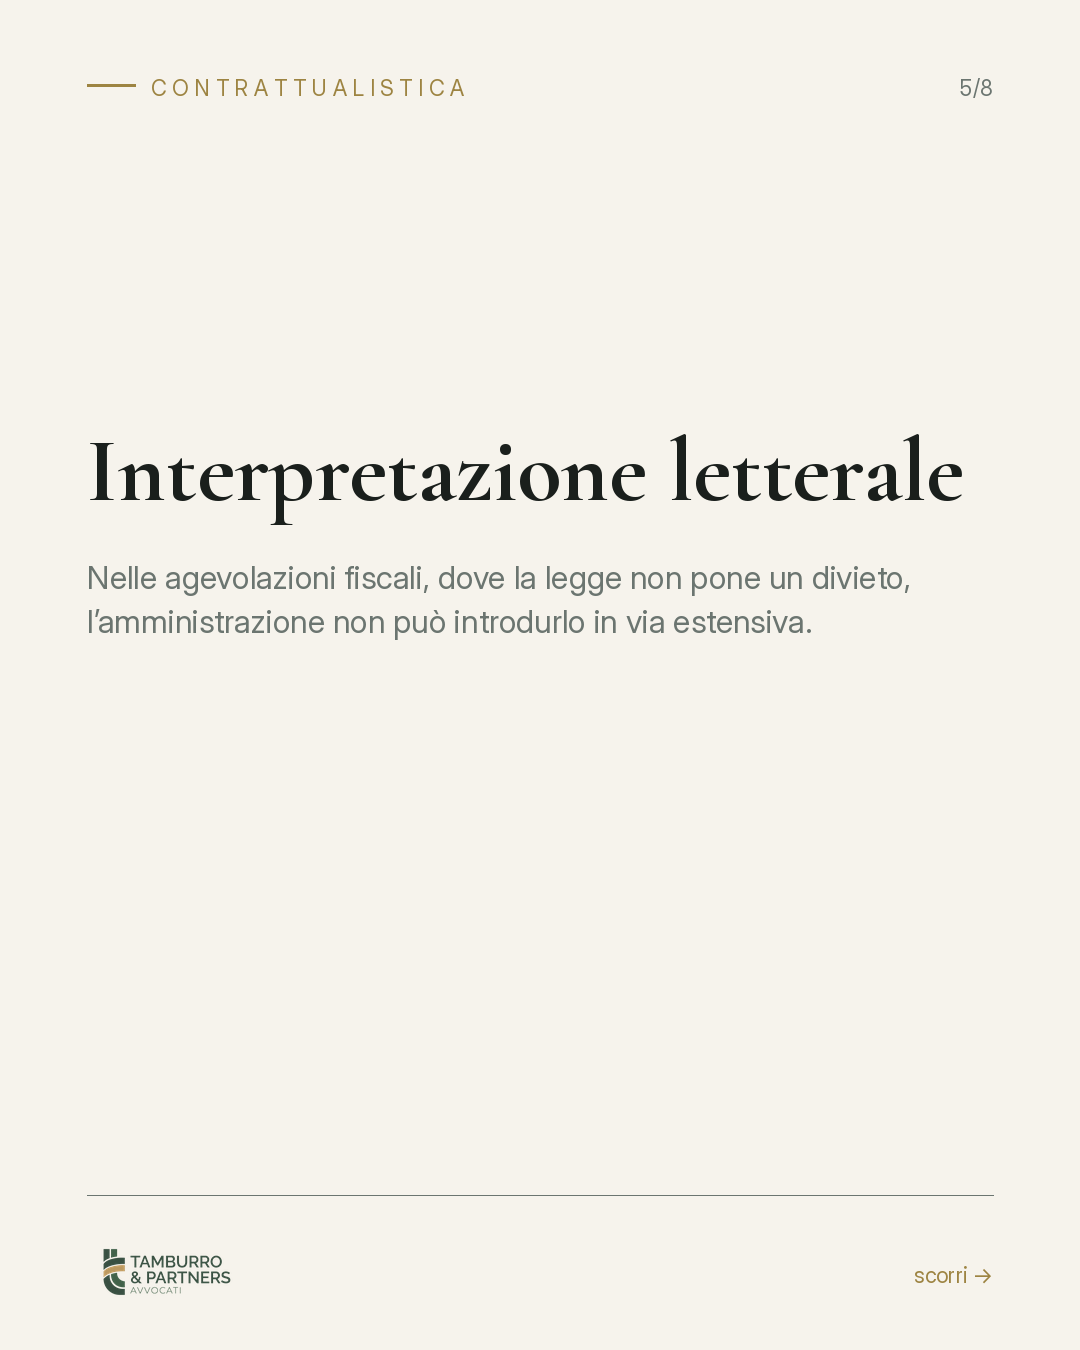 CONTRATTUALISTICA
5/8
Interpretazione letterale
Nelle agevolazioni fiscali, dove la legge non pone un divieto,
l’amministrazione non può introdurlo in via estensiva.
TAMBURRO
& PARTNERS
AVVOCATI
scorri →